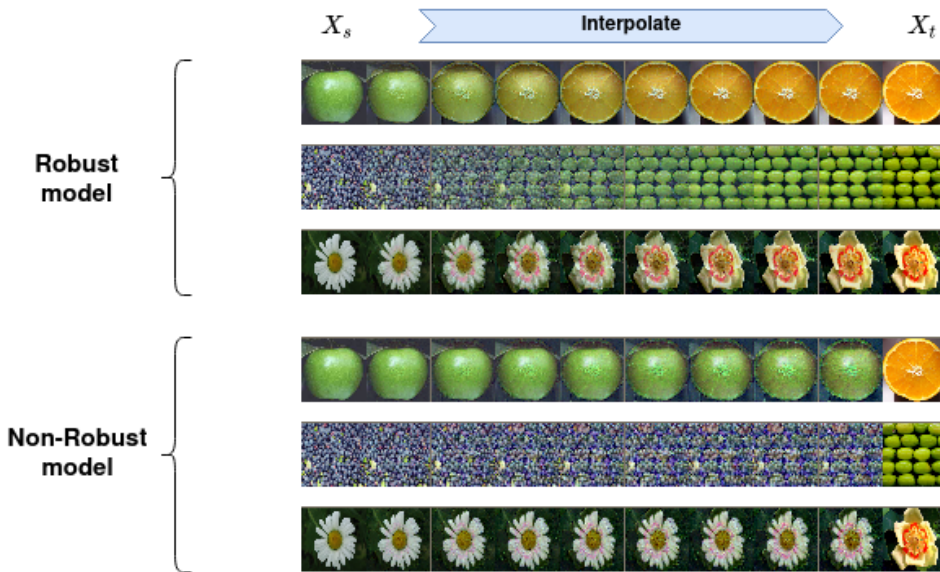 X_s
Interpolate
X_t
Robust
model
Non-Robust
model